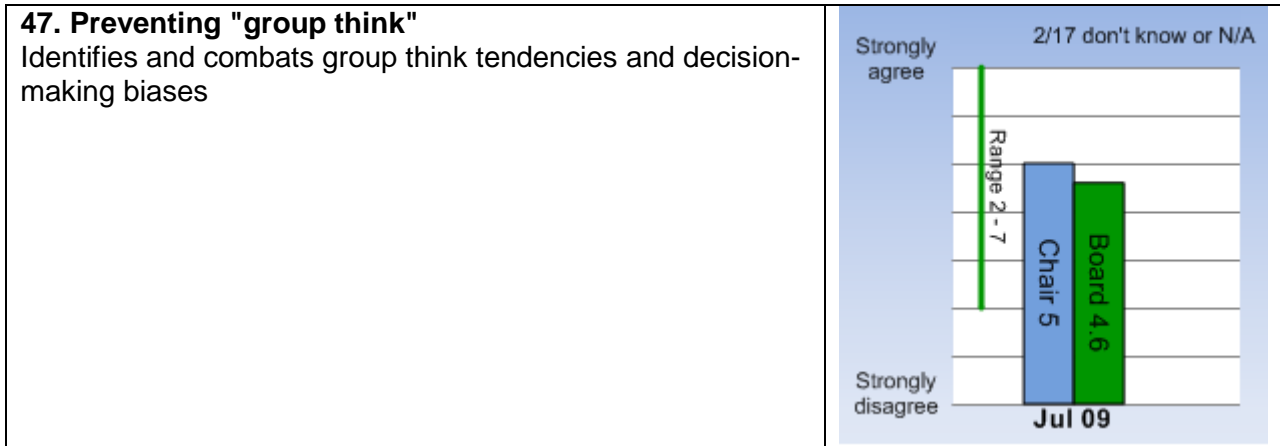 47. Preventing "group think"
Identifies and combats group think tendencies and decision-
making biases
2/17 don't know or N/A
Strongly
agree
Range 2 - 7
Chair 5
Board 4.6
Strongly
disagree
Jul 09